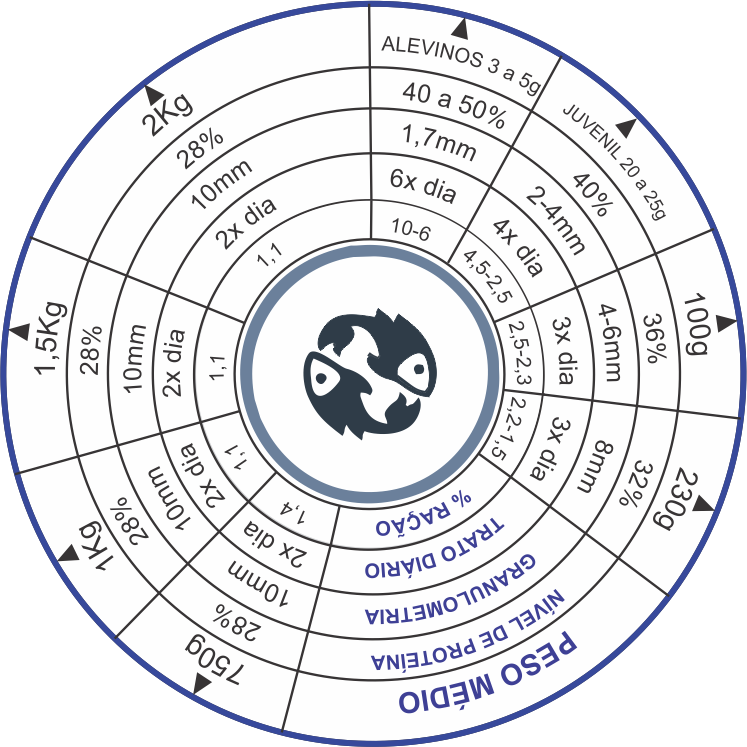 ALEVINOS 3 a 5g
40 a 50%
1,7mm
6x dia
10-6
JUVENIL 20 a 25g
40%
2-4mm
4x dia
4,5-2,5
100g
36%
4-6mm
3x dia
2,5-2,3
230g
32%
8mm
3x dia
2,2-1,5
PESO MÉDIO
NÍVEL DE PROTEÍNA
GRANULOMETRIA
TRATO DIÁRIO
% RAÇÃO
750g
28%
10mm
2x dia
1,4
1Kg
28%
10mm
2x dia
1,1
1,5Kg
28%
10mm
2x dia
1,1
2Kg
28%
10mm
2x dia
1,1